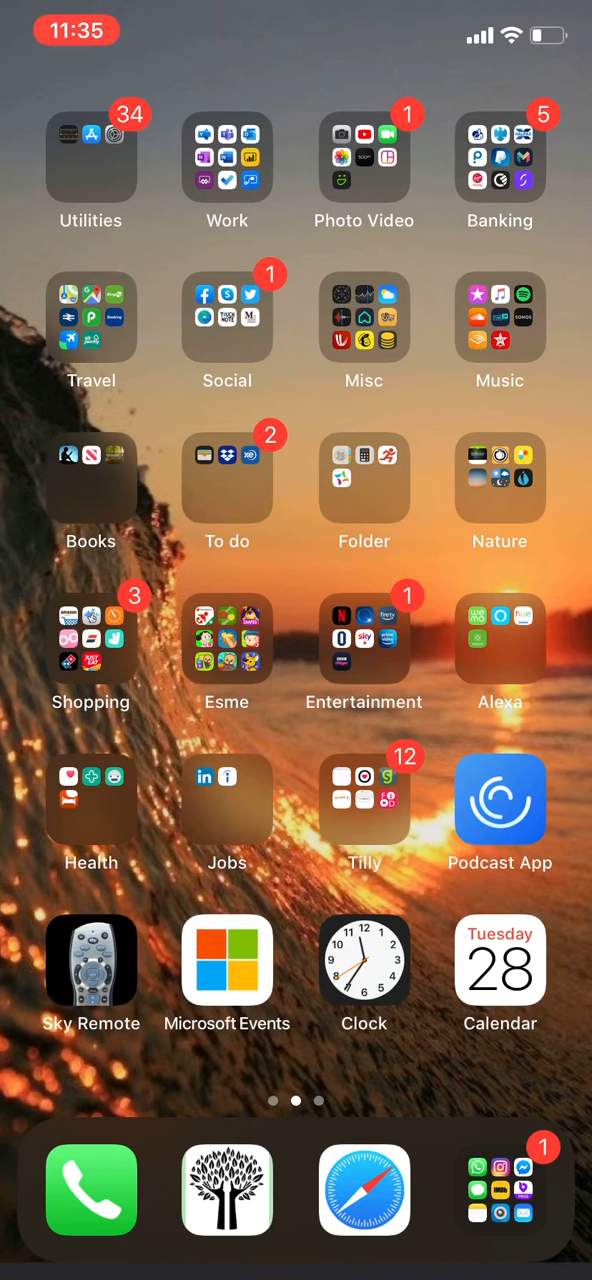 11:35
34
1
5
Utilities
Work
Photo Video
Banking
1
Travel
Social
Misc
Music
2
Books
To do
Folder
Nature
3
1
Shopping
Esme
Entertainment
Alexa
12
Health
Jobs
Tilly
Podcast App
Tuesday
28
Sky Remote
Microsoft Events
Clock
Calendar
1